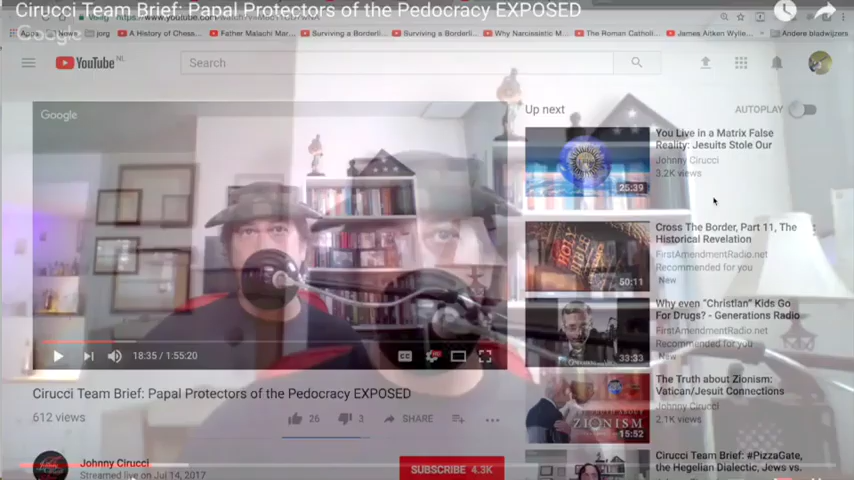 Cirucci Team Brief: Papal Protectors of the Pedocracy EXPOSED
Apps
jorg
A History of Chess...
Father Malachi Mar...
Surviving a Borderli...
Surviving a Borderli...
Why Narcissistic M...
The Roman Catholi...
James Aitken Wylie...
Andere bladwijzers
Google
YouTube NL
Search
Google
Up next
AUTOPLAY
You Live in a Matrix False
Reality: Jesuits Stole Our
Johnny Cirucci
3.2K views
25:39
Cross The Border, Part 11, The
Historical Revelation
FirstAmendmentRadio.net
Recommended for you
New
HOLY
BIBLE
50:11
Why even "Christian" Kids Go
For Drugs? - Generations Radio
FirstAmendmentRadio.net
Recommended for you
New
33:33
The Truth about Zionism:
Vatican/Jesuit Connections
Johnny Cirucci
2.1K views
ZIONISM
15:52
Cirucci Team Brief: #PizzaGate,
the Hegelian Dialectic, Jews vs.
18:35 / 1:55:20
CC
HD
Cirucci Team Brief: Papal Protectors of the Pedocracy EXPOSED
612 views
26
3
SHARE
Johnny Cirucci
Streamed live on Jul 14, 2017
SUBSCRIBE 4.3K